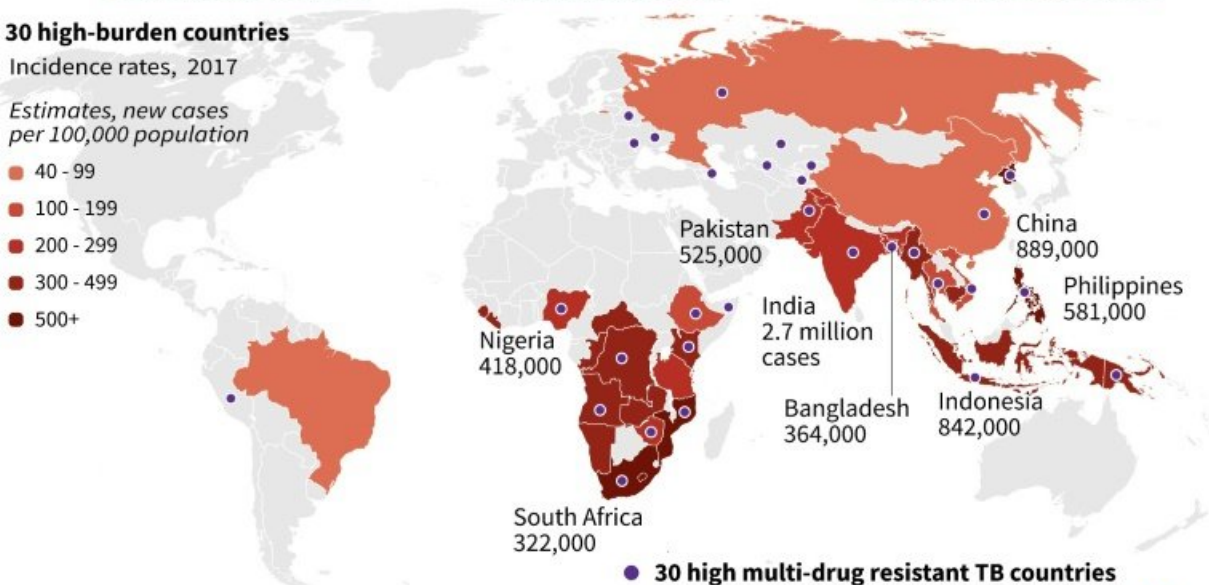 30 high-burden countries
Incidence rates, 2017
Estimates, new cases
per 100,000 population
40 - 99
100 - 199
200 - 299
300 - 499
500+
Pakistan
525,000
China
889,000
Philippines
581,000
India
2.7 million
cases
Nigeria
418,000
Bangladesh
364,000
Indonesia
842,000
South Africa
322,000
30 high multi-drug resistant TB countries